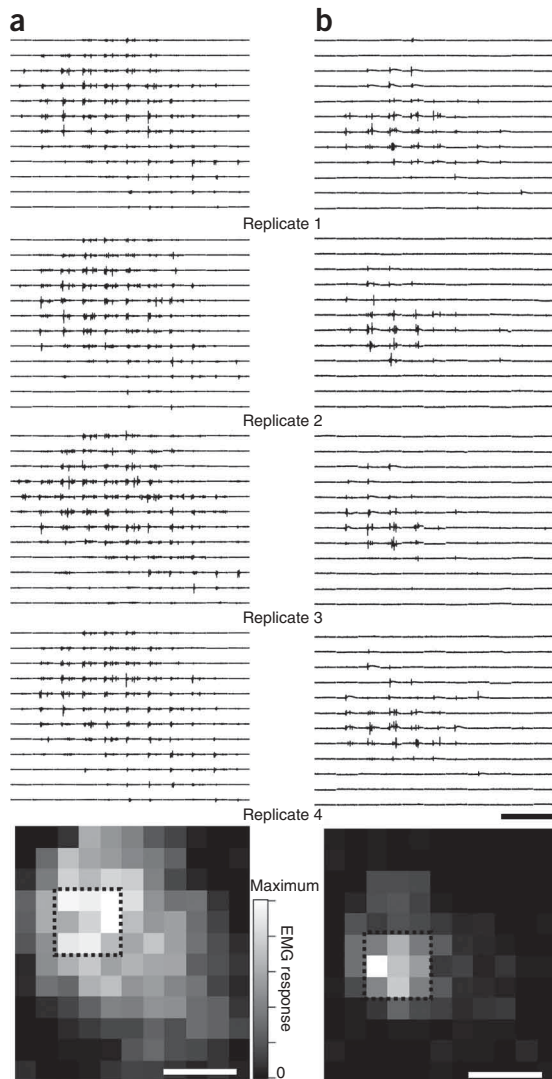 a
b
Replicate 1
Replicate 2
Replicate 3
Replicate 4
Maximum
EMG response
0